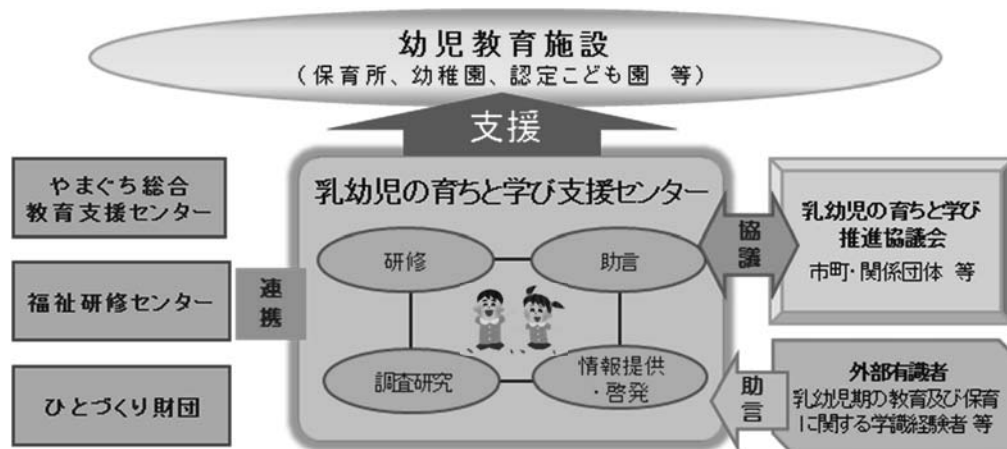 幼児教育施設
(保育所、幼稚園、認定こども園 等)
支援
やまぐち総合
教育支援センター
福祉研修センター
ひとづくり財団
連携
乳幼児の育ちと学び支援センター
研修
助言
調査研究
情報提供
・啓発
協議
乳幼児の育ちと学び
推進協議会
市町・関係団体 等
助言
外部有識者
乳幼児期の教育及び保育
に関する学識経験者 等